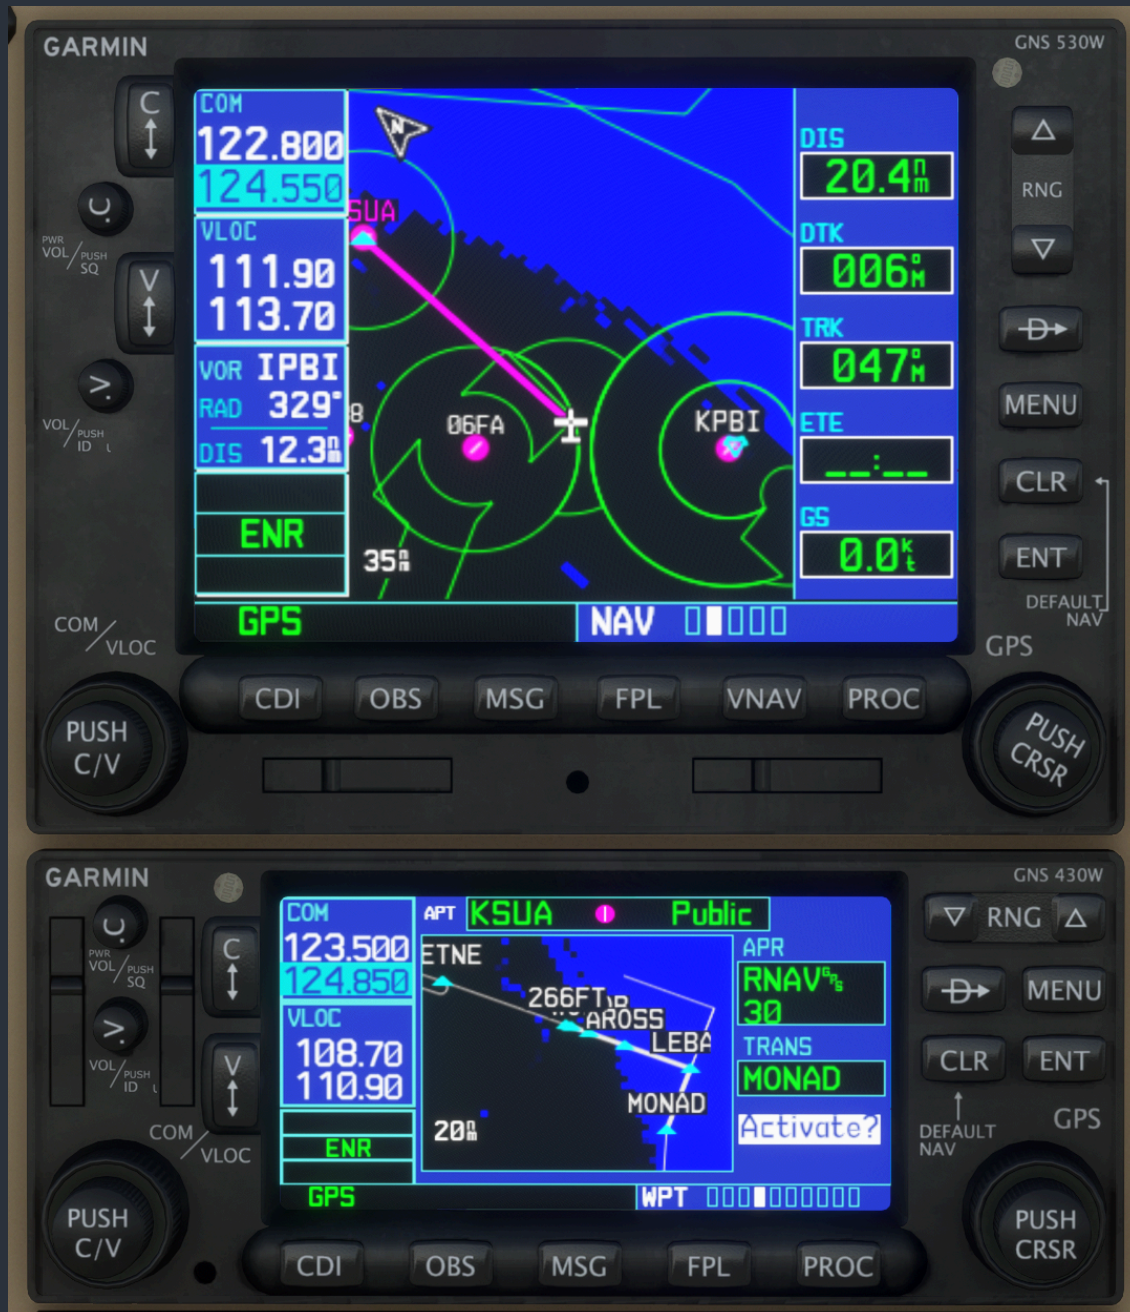 GARMIN
GNS 530W
COM
122.800
124.550
VLOC
111.90
113.70
VOR IPBI
RAD 329°
DIS 12.3nm
ENR
GPS
N
SUA
06FA
KPBI
35nm
NAV
DIS
20.4nm
DTK
006°M
TRK
047°M
ETE
__:__
GS
0.0kt
C
PWR
VOL/PUSH
SQ
V
VOL/PUSH
ID
COM/VLOC
PUSH
C/V
RNG
D
MENU
CLR
ENT
DEFAULT
NAV
GPS
PUSH
CRSR
CDI
OBS
MSG
FPL
VNAV
PROC
GARMIN
GNS 430W
COM
123.500
124.850
VLOC
108.70
110.90
ENR
GPS
APT KSUA Public
ETNE
266FT
AROSS
LEBA
MONAD
20nm
APR
RNAV GPS
30
TRANS
MONAD
Activate?
WPT
C
PWR
VOL/PUSH
SQ
V
VOL/PUSH
ID
COM/VLOC
PUSH
C/V
RNG
D
MENU
CLR
ENT
DEFAULT
NAV
GPS
PUSH
CRSR
CDI
OBS
MSG
FPL
PROC